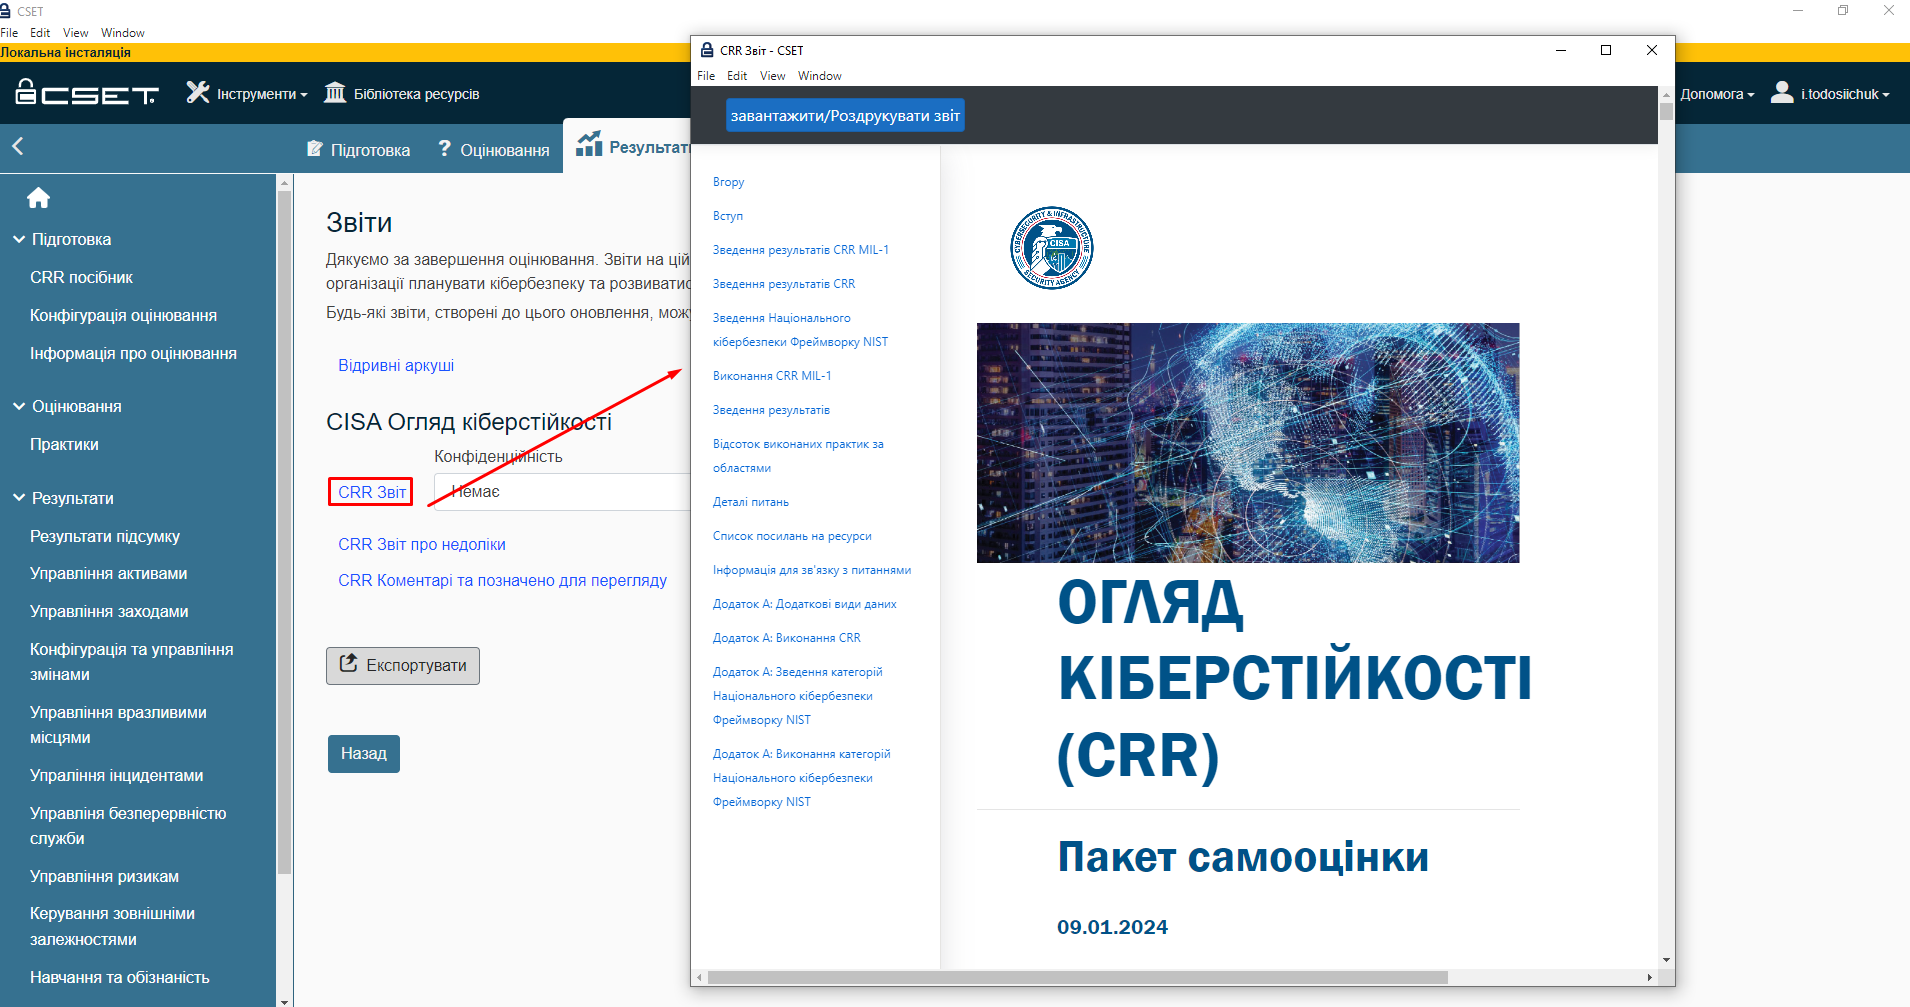 CSET
File Edit View Window
Локальна інсталяція
CSET
Інструменти
Бібліотека ресурсів
Допомога
i.todosiichuk
Підготовка
Оцінювання
Результат
Підготовка
CRR посібник
Конфігурація оцінювання
Інформація про оцінювання
Оцінювання
Практики
Результати
Результати підсумку
Управління активами
Управління заходами
Конфігурація та управління
змінами
Управління вразливими
місцями
Упраління інцидентами
Управліня безперервністю
служби
Управління ризикам
Керування зовнішніми
залежностями
Навчання та обізнаність
Звіти
Дякуємо за завершення оцінювання. Звіти на цій
організації планувати кібербезпеку та розвиватис
Будь-які звіти, створені до цього оновлення, мож
Відривні аркуші
CISA Огляд кіберстійкості
Конфіденційність
CRR Звіт
Немає
CRR Звіт про недоліки
CRR Коментарі та позначено для перегляду
Експортувати
Назад
CRR Звіт - CSET
File Edit View Window
завантажити/Роздрукувати звіт
Вгору
Вступ
Зведення результатів CRR MIL-1
Зведення результатів CRR
Зведення Національного
кібербезпеки Фреймворку NIST
Виконання CRR MIL-1
Зведення результатів
Відсоток виконаних практик за
областями
Деталі питань
Список посилань на ресурси
Інформація для зв'язку з питаннями
Додаток А: Додаткові види даних
Додаток А: Виконання CRR
Додаток А: Зведення категорій
Національного кібербезпеки
Фреймворку NIST
Додаток А: Виконання категорій
Національного кібербезпеки
Фреймворку NIST
CYBERSECURITY & INFRASTRUCTURE
CISA
SECURITY AGENCY
ОГЛЯД
КІБЕРСТІЙКОСТІ
(CRR)
Пакет самооцінки
09.01.2024